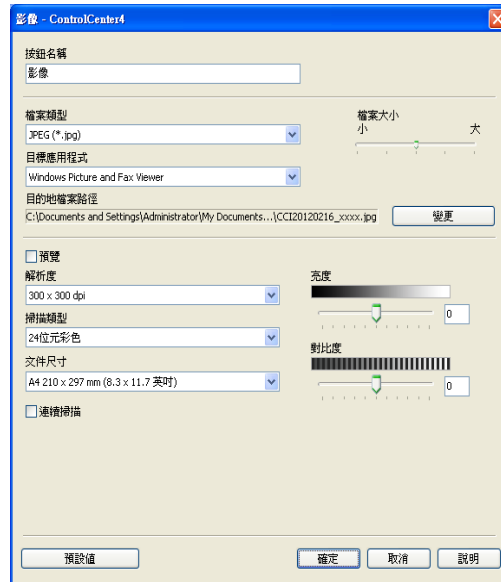 影像 - ControlCenter4
按鈕名稱
影像
檔案類型
JPEG (*.jpg)
檔案大小
小 大
目標應用程式
Windows Picture and Fax Viewer
目的地檔案路徑
C:\Documents and Settings\Administrator\My Documents...\CCI20120216_xxxx.jpg
變更
預覽
解析度
300 x 300 dpi
亮度
0
掃描類型
24位元彩色
對比度
0
文件尺寸
A4 210 x 297 mm (8.3 x 11.7 英吋)
連續掃描
預設值
確定
取消
說明